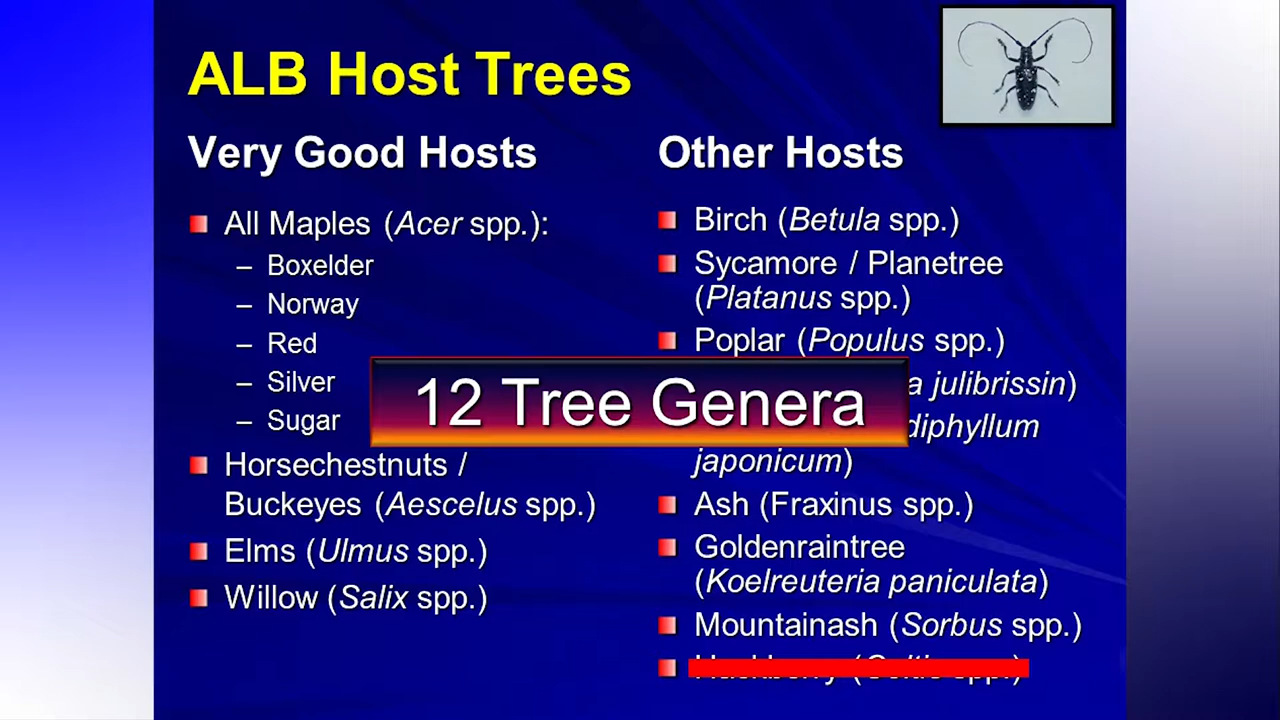 ALB Host Trees
Very Good Hosts
All Maples (Acer spp.):
– Boxelder
– Norway
– Red
– Silver
– Sugar
Horsechestnuts /
Buckeyes (Aescelus spp.)
Elms (Ulmus spp.)
Willow (Salix spp.)
Other Hosts
Birch (Betula spp.)
Sycamore / Planetree
(Platanus spp.)
Poplar (Populus spp.)
julibrissin)
japonicum)
Ash (Fraxinus spp.)
Goldenraintree
(Koelreuteria paniculata)
Mountainash (Sorbus spp.)
12 Tree Genera